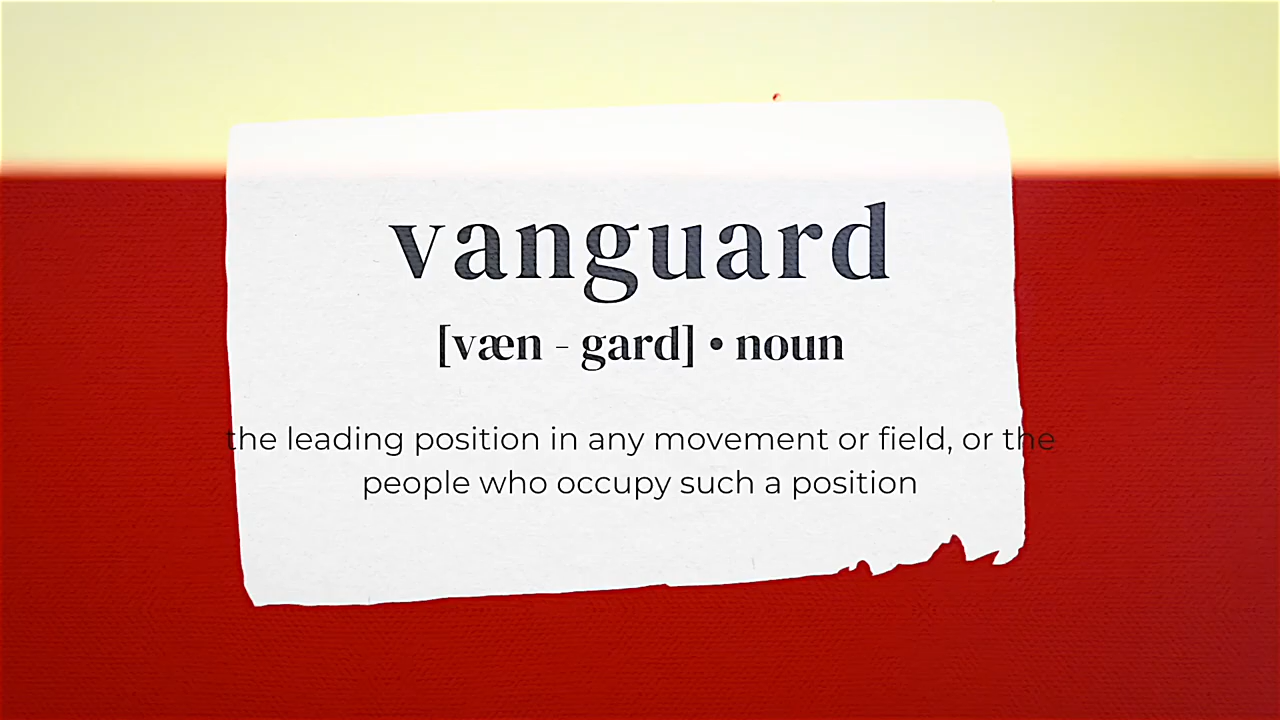 vanguard
[væn - gard] • noun
the leading position in any movement or field, or the
people who occupy such a position